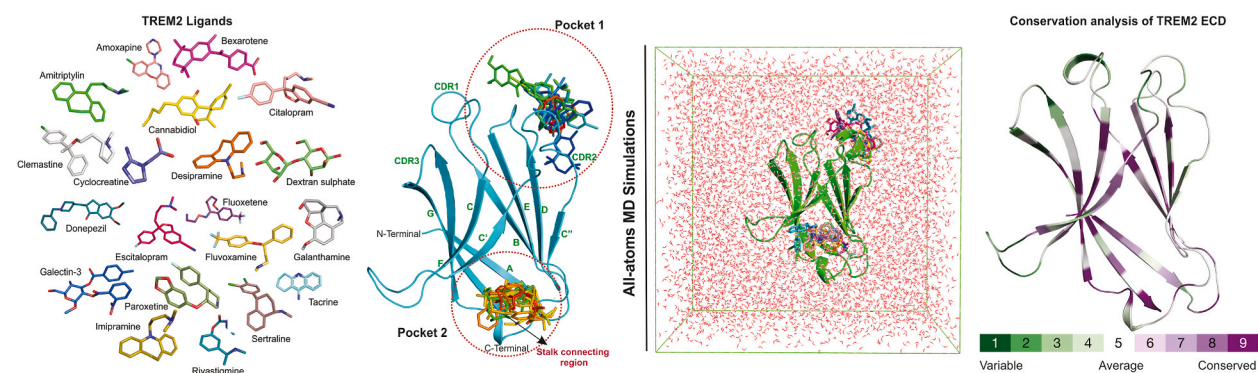 TREM2 Ligands
Amoxapine
Bexarotene
Amitriptylin
Citalopram
Cannabidiol
Clemastine
Cyclocreatine
Desipramine
Dextran sulphate
Donepezil
Fluoxetene
Escitalopram
Fluvoxamine
Galanthamine
Galectin-3
Paroxetine
Tacrine
Imipramine
Sertraline
Rivastigmine
Pocket 1
CDR1
CDR2
CDR3
G
C
E
D
N-Terminal
C'
B
C"
F
A
Pocket 2
C-Terminal
Stalk connecting
region
All-atoms MD Simulations
Conservation analysis of TREM2 ECD
1 2 3 4 5 6 7 8 9
Variable Average Conserved